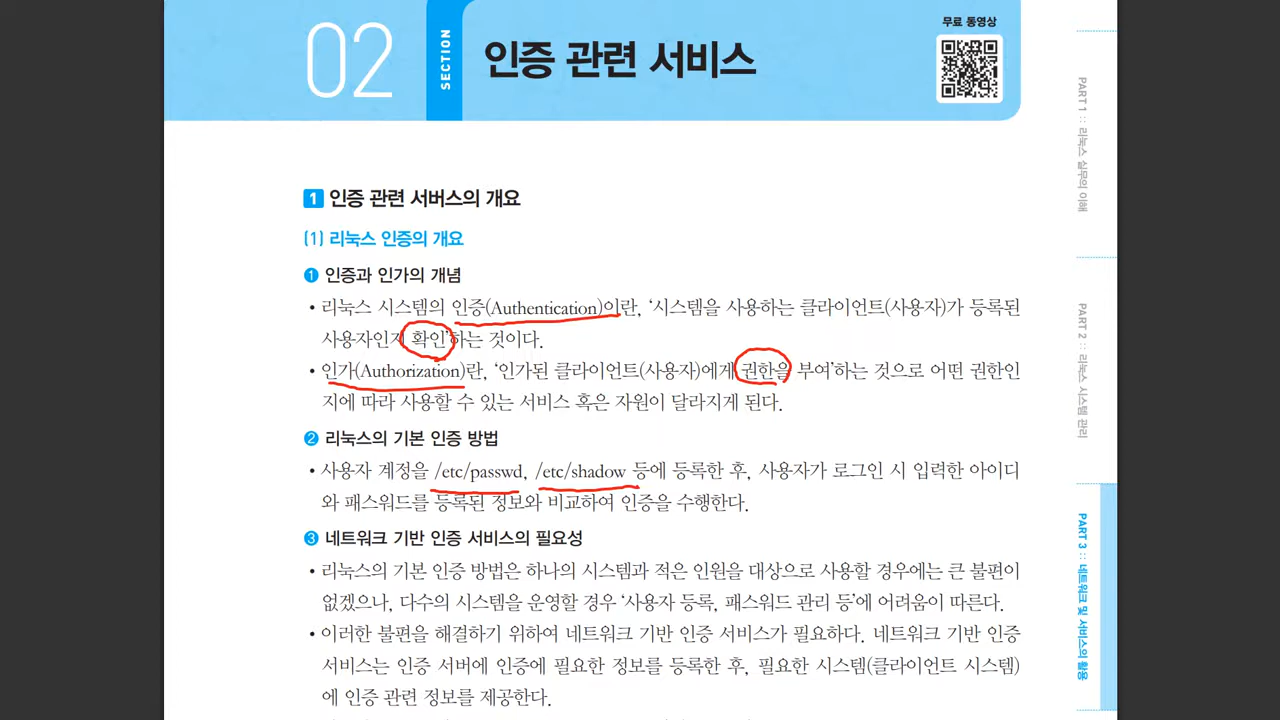 02
SECTION
인증 관련 서비스
무료 동영상
1 인증 관련 서버스의 개요
(1) 리눅스 인증의 개요
❶ 인증과 인가의 개념
• 리눅스 시스템의 인증(Authentication)이란, ‘시스템을 사용하는 클라이언트(사용자)가 등록된
사용자인지 확인’하는 것이다.
• 인가(Authorization)란, ‘인가된 클라이언트(사용자)에게 권한을 부여’하는 것으로 어떤 권한인
지에 따라 사용할 수 있는 서비스 혹은 자원이 달라지게 된다.
❷ 리눅스의 기본 인증 방법
• 사용자 계정을 /etc/passwd, /etc/shadow 등에 등록한 후, 사용자가 로그인 시 입력한 아이디
와 패스워드를 등록된 정보와 비교하여 인증을 수행한다.
❸ 네트워크 기반 인증 서비스의 필요성
• 리눅스의 기본 인증 방법은 하나의 시스템과 적은 인원을 대상으로 사용할 경우에는 큰 불편이
없겠으나, 다수의 시스템을 운영할 경우 ‘사용자 등록, 패스워드 관리 등’에 어려움이 따른다.
• 이러한 불편을 해결하기 위하여 네트워크 기반 인증 서비스가 필요하다. 네트워크 기반 인증
서비스는 인증 서버에 인증에 필요한 정보를 등록한 후, 필요한 시스템(클라이언트 시스템)
에 인증 관련 정보를 제공한다.
PART 1 :: 리눅스 실무의 이해
PART 2 :: 리눅스 시스템 관리
PART 3 :: 네트워크 및 서비스의 활용